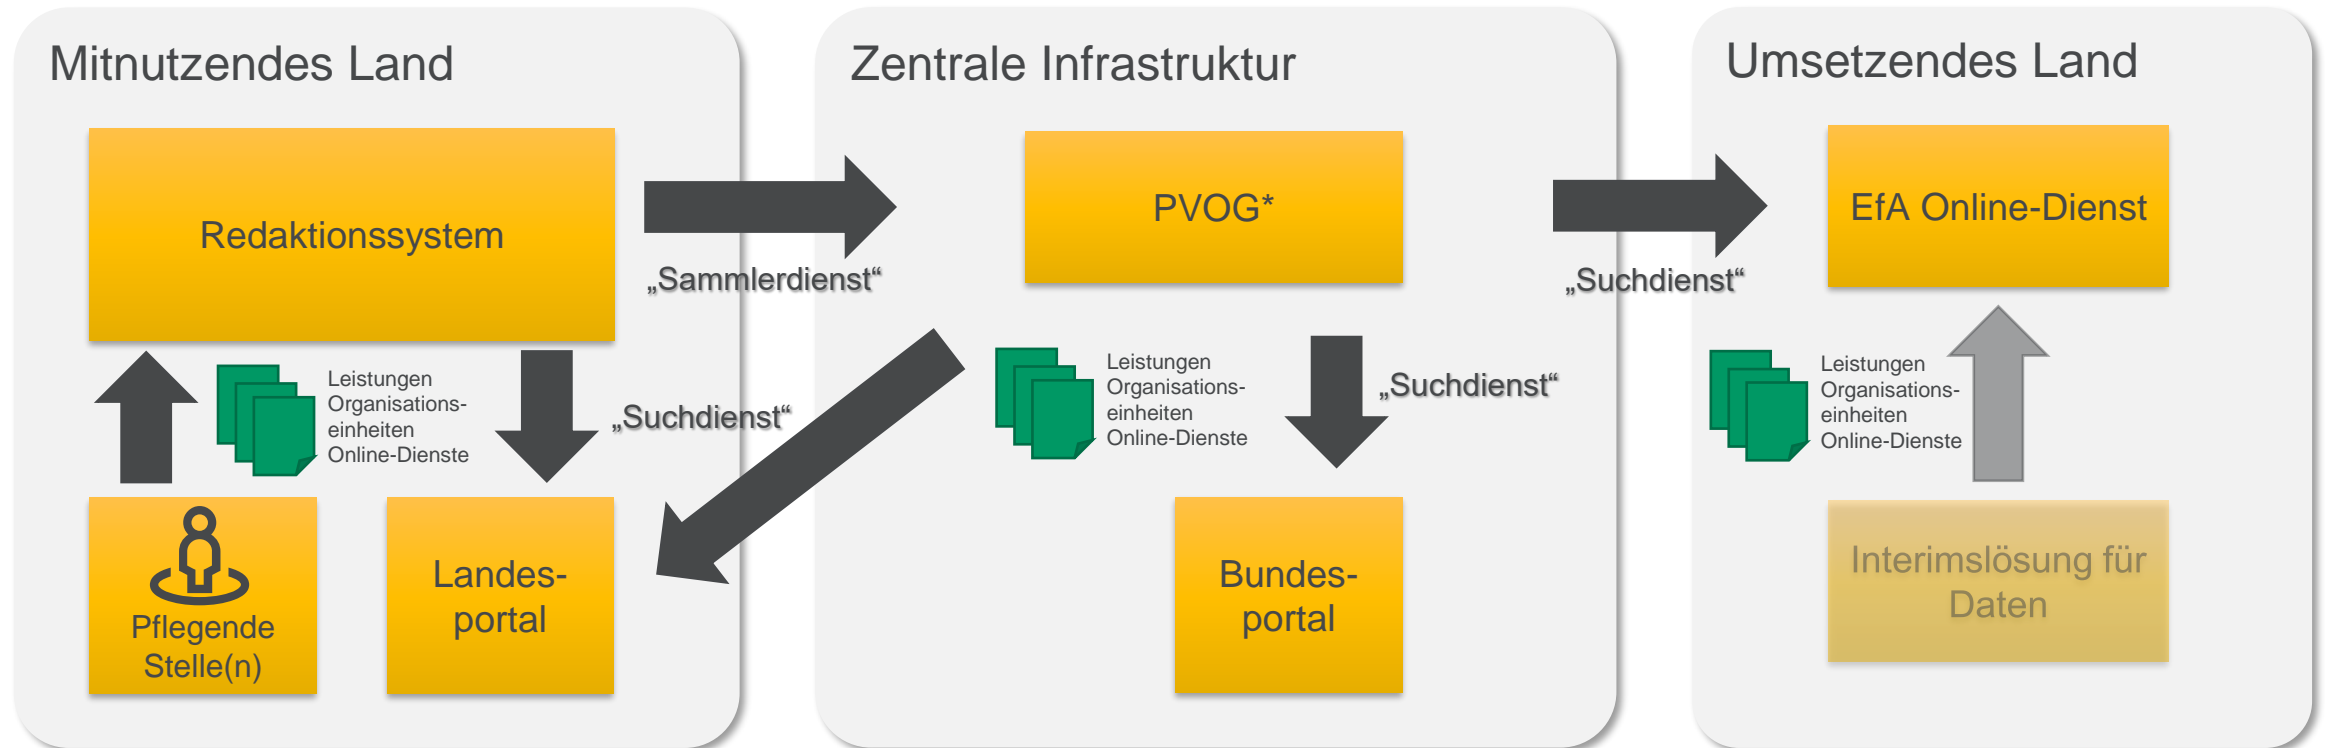 Mitnutzendes Land
Redaktionssystem
Leistungen
Organisations-
einheiten
Online-Dienste
„Suchdienst“
Pflegende
Stelle(n)
Landes-
portal
„Sammlerdienst“
Zentrale Infrastruktur
PVOG*
Leistungen
Organisations-
einheiten
Online-Dienste
„Suchdienst“
Bundes-
portal
„Suchdienst“
Umsetzendes Land
EfA Online-Dienst
Leistungen
Organisations-
einheiten
Online-Dienste
Interimslösung für
Daten